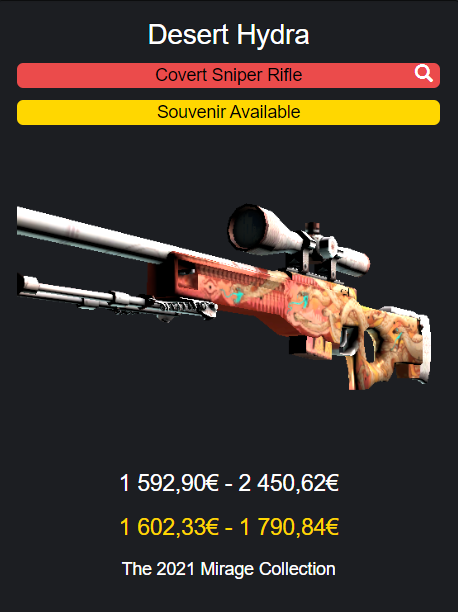 Desert Hydra
Covert Sniper Rifle
Souvenir Available
1 592,90€ - 2 450,62€
1 602,33€ - 1 790,84€
The 2021 Mirage Collection